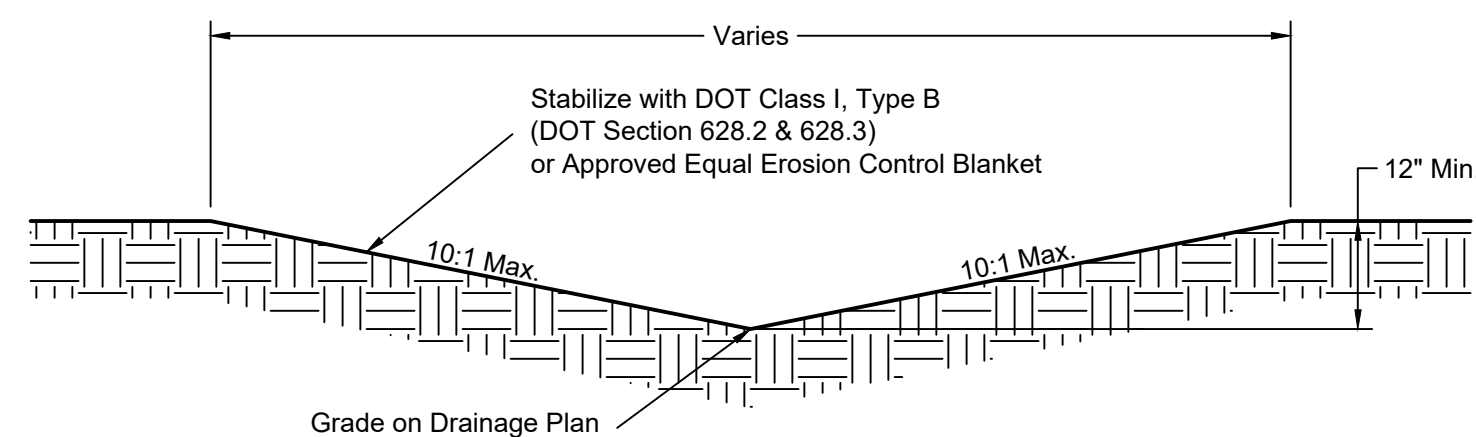 Varies
Stabilize with DOT Class I, Type B
(DOT Section 628.2 & 628.3)
or Approved Equal Erosion Control Blanket
12" Min.
10:1 Max.
10:1 Max.
Grade on Drainage Plan